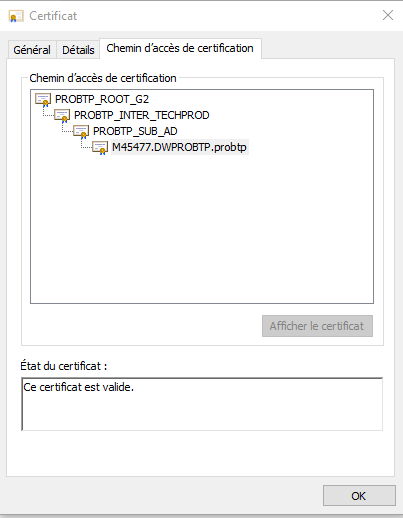 Certificat
Général Détails Chemin d'accès de certification
Chemin d'accès de certification
PROBTP_ROOT_G2
PROBTP_INTER_TECHPROD
PROBTP_SUB_AD
M45477.DWPROBTP.probtp
Afficher le certificat
État du certificat :
Ce certificat est valide.
OK